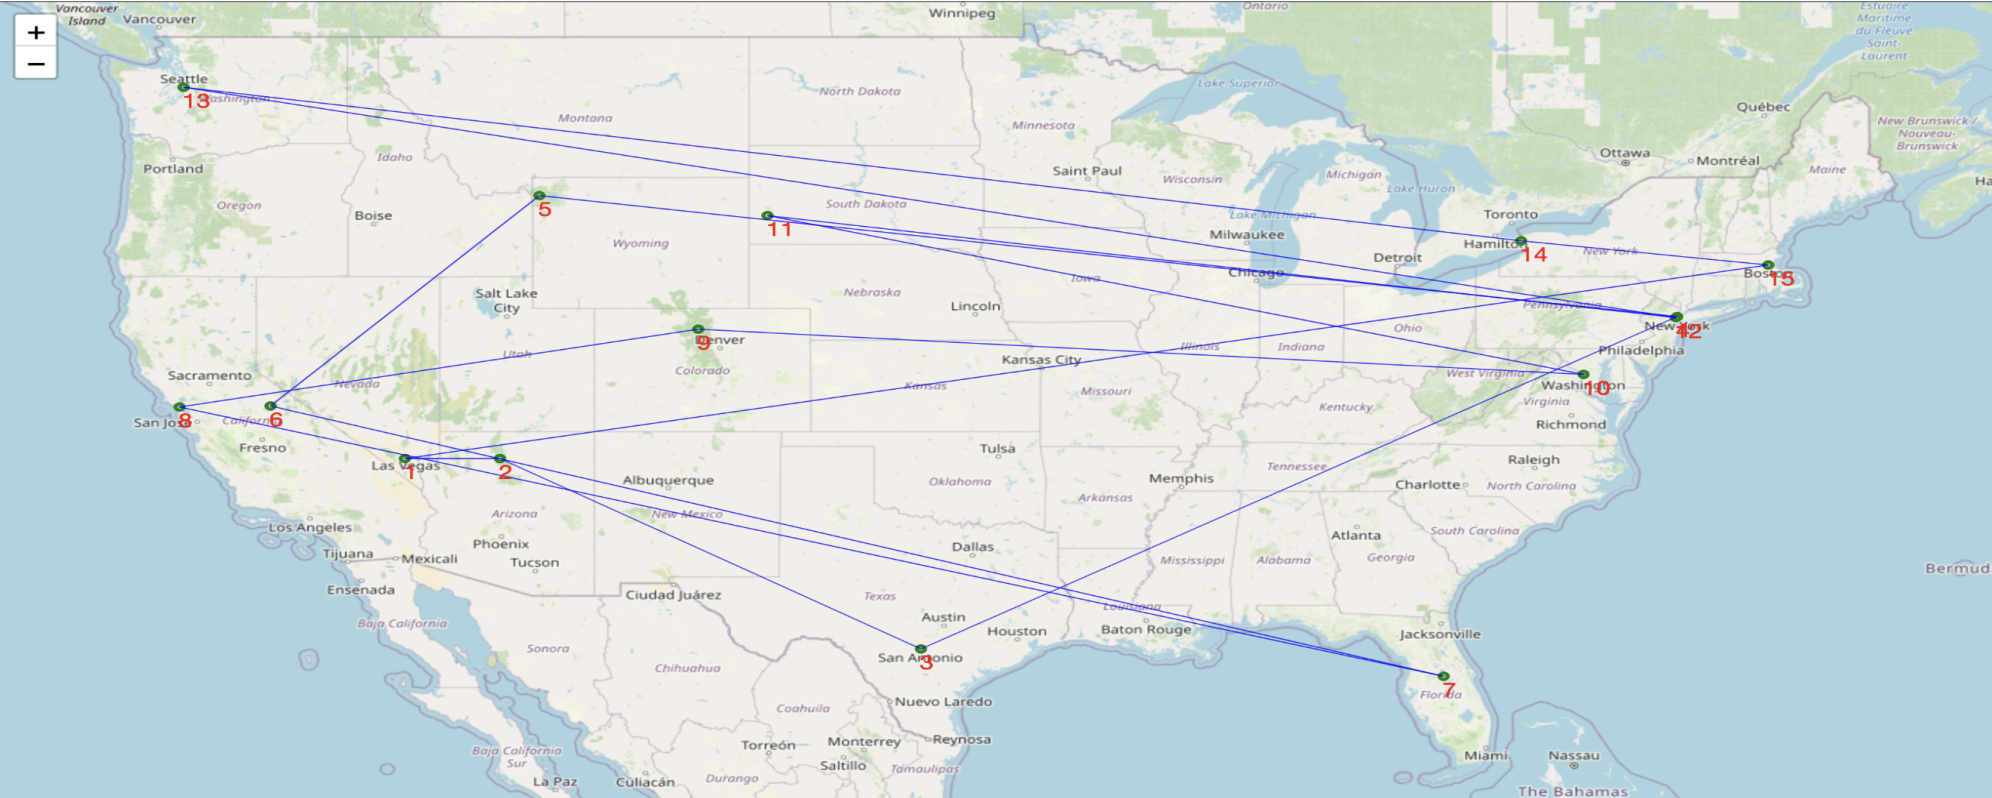 Vancouver Island
Vancouver
Winnipeg
Ontario
Estuaire Maritime du Fleuve Saint-Laurent
+
−
Seattle
13
Washington
North Dakota
Lake Superior
Québec
Montana
Minnesota
New Brunswick / Nouveau-Brunswick
Portland
Idaho
Saint Paul
Ottawa
Montréal
Wisconsin
Michigan
Maine
Lake Huron
Ha
Oregon
5
Boise
South Dakota
11
Lake Michigan
Toronto
Milwaukee
Hamilton
14
New York
Wyoming
Detroit
Chicago
Boston
15
Iowa
Salt Lake City
Nebraska
Lincoln
Pennsylvania
New York
12
Ohio
Denver
9
Utah
Illinois
Indiana
Philadelphia
Kansas City
Colorado
Sacramento
Nevada
Kansas
Missouri
West Virginia
Washington
10
Virginia
Kentucky
San José
8
California
6
Richmond
Fresno
Las Vegas
1
2
Tulsa
Raleigh
Albuquerque
Oklahoma
Tennessee
Memphis
Charlotte
North Carolina
Arkansas
Los Angeles
Arizona
New Mexico
South Carolina
Atlanta
Phoenix
Dallas
Tijuana
Mexicali
Tucson
Mississippi
Alabama
Georgia
Bermud
Ensenada
Ciudad Juárez
Texas
Louisiana
Baja California
Austin
Houston
Baton Rouge
Jacksonville
Sonora
San Antonio
3
Chihuahua
7
Florida
Nuevo Laredo
Coahuila
Baja California Sur
Torreón
Monterrey
Reynosa
Miami
Nassau
Saltillo
Tamaulipas
La Paz
Culiacán
Durango
The Bahamas